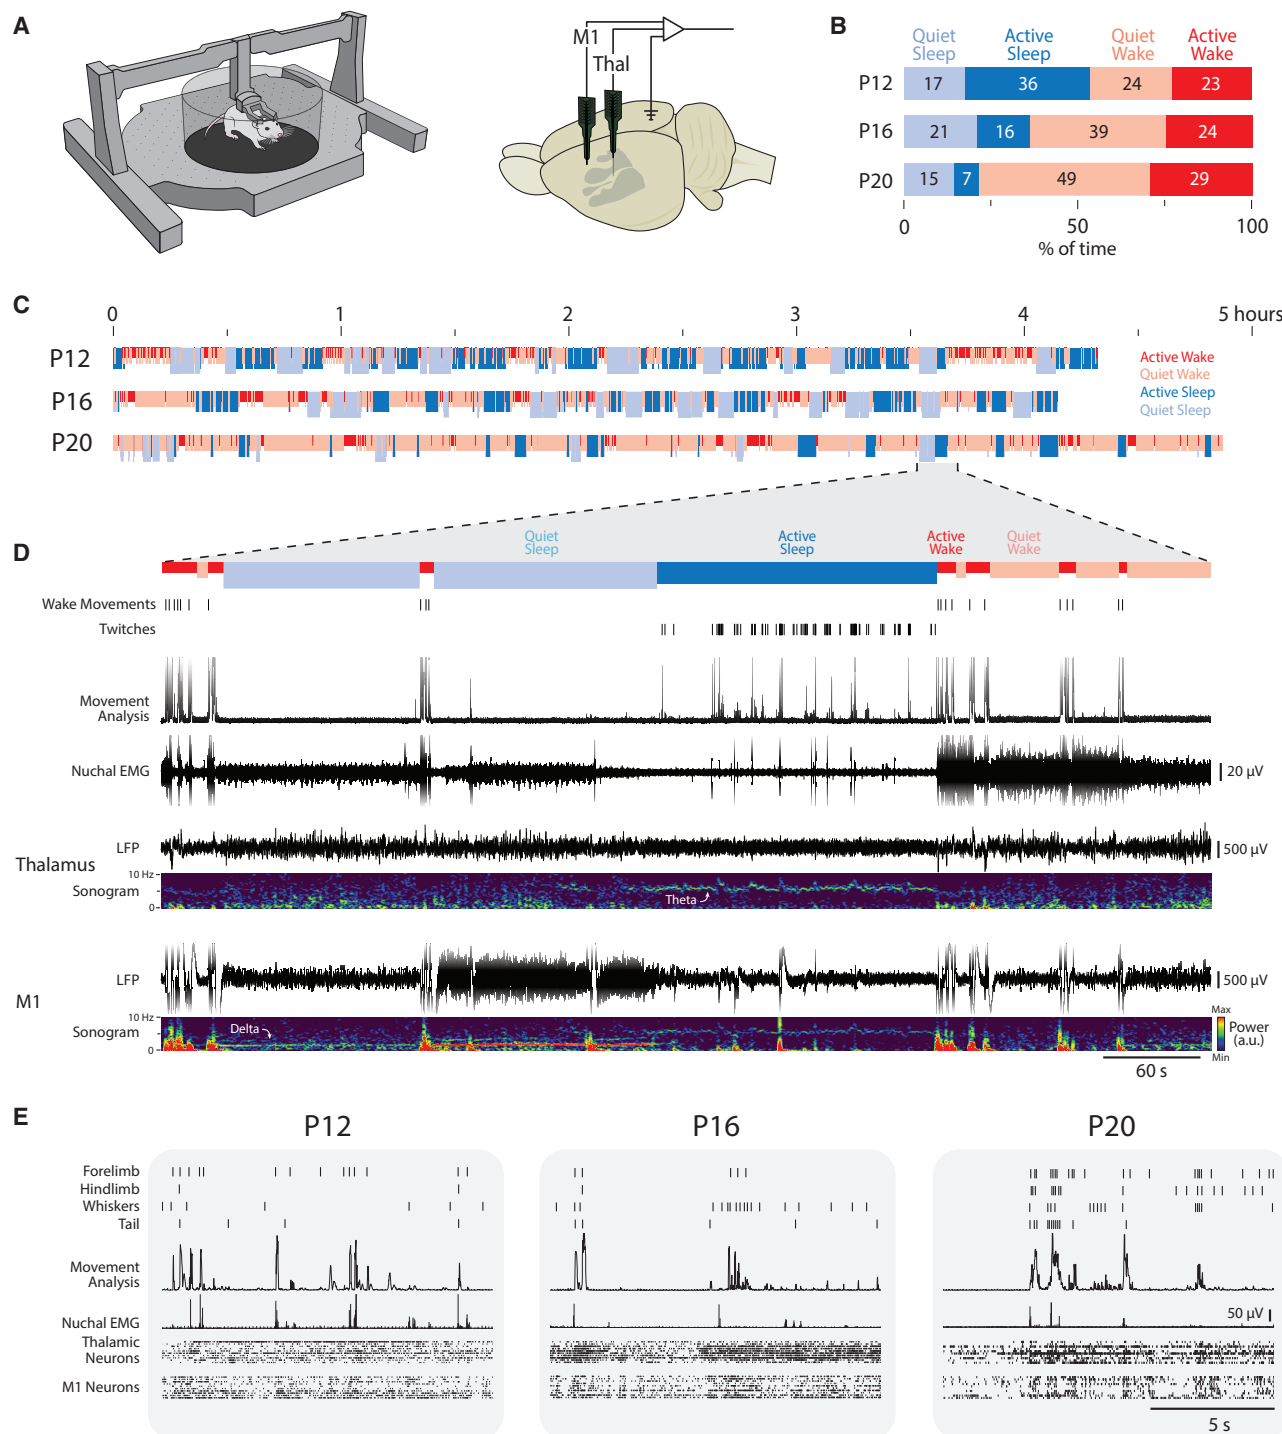 A
M1
Thal
B
Quiet Sleep
Active Sleep
Quiet Wake
Active Wake
P12
17
36
24
23
P16
21
16
39
24
P20
15
7
49
29
0
50
100
% of time
C
0
1
2
3
4
5 hours
P12
P16
P20
Active Wake
Quiet Wake
Active Sleep
Quiet Sleep
D
Quiet Sleep
Active Sleep
Active Wake
Quiet Wake
Wake Movements
Twitches
Movement Analysis
Nuchal EMG
20 µV
Thalamus
LFP
500 µV
Sonogram
10 Hz
0
Theta
M1
LFP
500 µV
Sonogram
10 Hz
0
Delta
Max
Power (a.u.)
Min
60 s
E
P12
P16
P20
Forelimb
Hindlimb
Whiskers
Tail
Movement Analysis
Nuchal EMG
50 µV
Thalamic Neurons
M1 Neurons
5 s